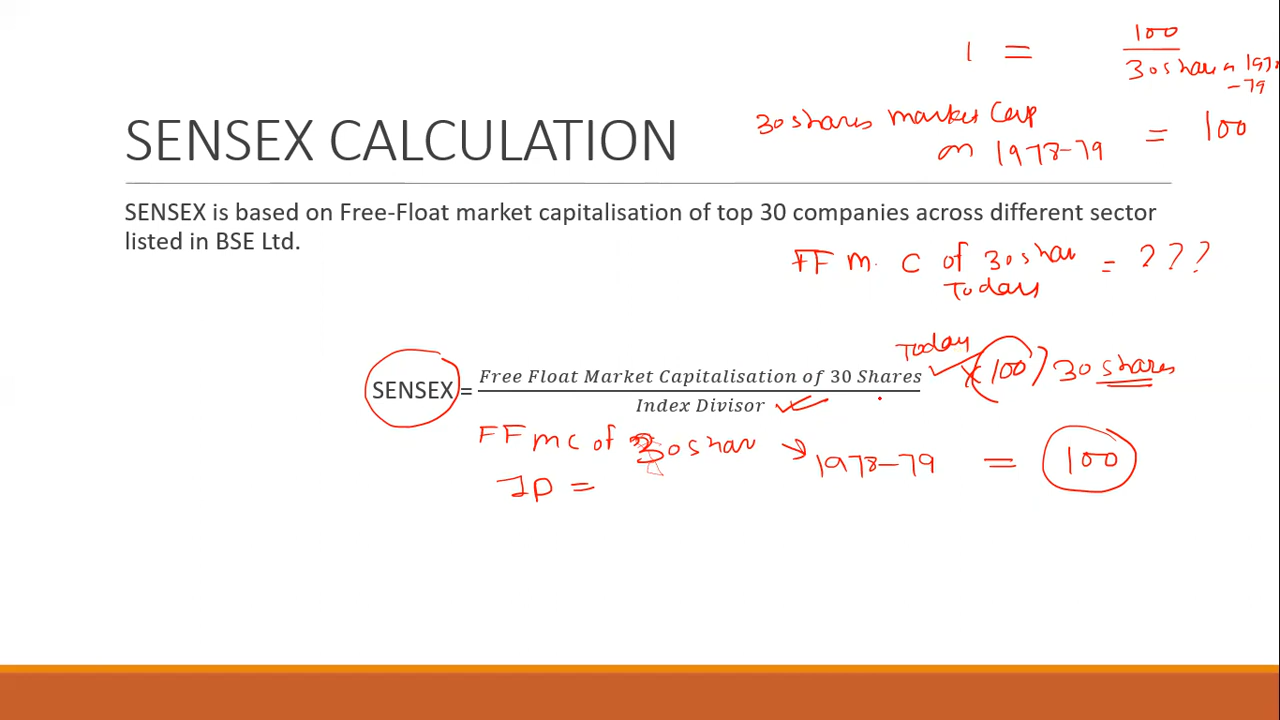 1 = 100
30 share in 1978
-79
SENSEX CALCULATION
30 shares market Cap
on 1978-79 = 100
SENSEX is based on Free-Float market capitalisation of top 30 companies across different sector
listed in BSE Ltd.
FF M. C of 30 shar = ???
Todays
Today
SENSEX = Free Float Market Capitalisation of 30 Shares × (100) 30 shares
Index Divisor
FF MC of 30 shar → 1978-79 = 100
ID =